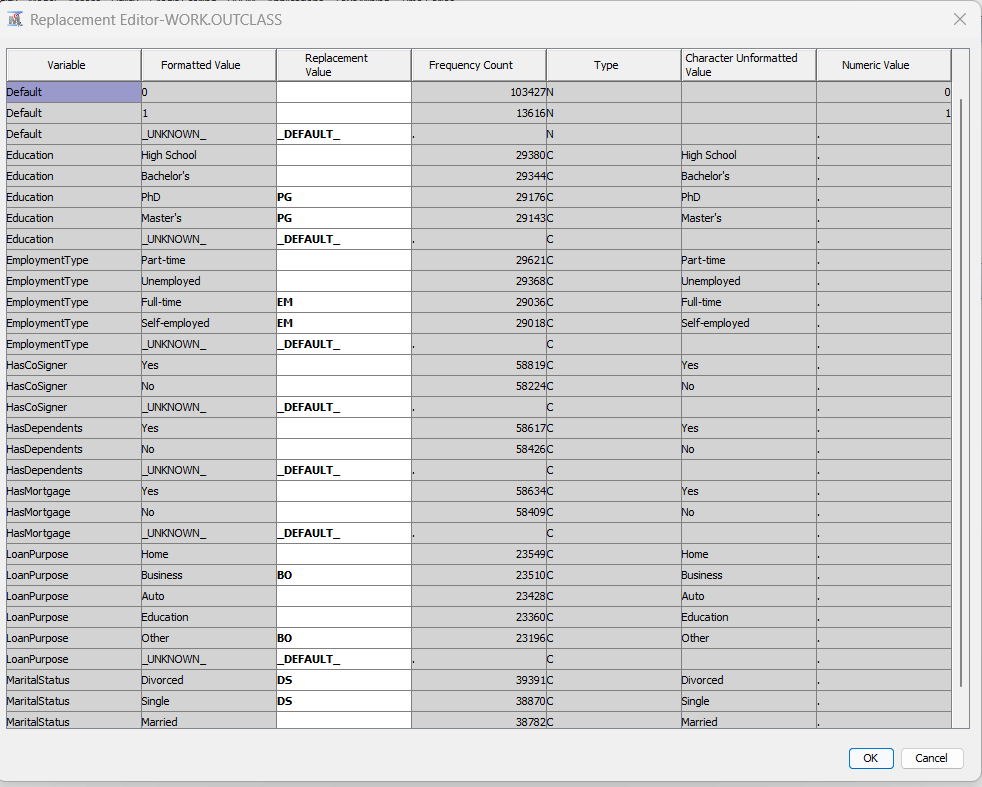 Replacement Editor-WORK.OUTCLASS
Variable Formatted Value Replacement Value Frequency Count Type Character Unformatted Value Numeric Value
Default 0 103427 N 0
Default 1 13616 N 1
Default _UNKNOWN_ _DEFAULT_ . N .
Education High School 29380 C High School .
Education Bachelor's 29344 C Bachelor's .
Education PhD PG 29176 C PhD .
Education Master's PG 29143 C Master's .
Education _UNKNOWN_ _DEFAULT_ . C .
EmploymentType Part-time 29621 C Part-time .
EmploymentType Unemployed 29368 C Unemployed .
EmploymentType Full-time EM 29036 C Full-time .
EmploymentType Self-employed EM 29018 C Self-employed .
EmploymentType _UNKNOWN_ _DEFAULT_ . C .
HasCoSigner Yes 58819 C Yes .
HasCoSigner No 58224 C No .
HasCoSigner _UNKNOWN_ _DEFAULT_ . C .
HasDependents Yes 58617 C Yes .
HasDependents No 58426 C No .
HasDependents _UNKNOWN_ _DEFAULT_ . C .
HasMortgage Yes 58634 C Yes .
HasMortgage No 58409 C No .
HasMortgage _UNKNOWN_ _DEFAULT_ . C .
LoanPurpose Home 23549 C Home .
LoanPurpose Business BO 23510 C Business .
LoanPurpose Auto 23428 C Auto .
LoanPurpose Education 23360 C Education .
LoanPurpose Other BO 23196 C Other .
LoanPurpose _UNKNOWN_ _DEFAULT_ . C .
MaritalStatus Divorced DS 39391 C Divorced .
MaritalStatus Single DS 38870 C Single .
MaritalStatus Married 38782 C Married .
OK Cancel